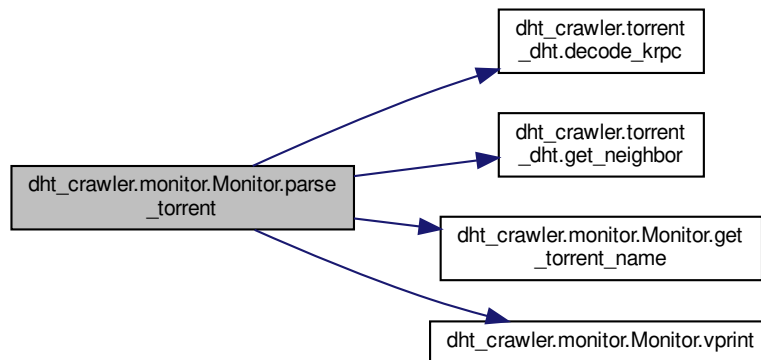 dht_crawler.torrent
_dht.decode_krpc
dht_crawler.torrent
_dht.get_neighbor
dht_crawler.monitor.Monitor.parse
_torrent
dht_crawler.monitor.Monitor.get
_torrent_name
dht_crawler.monitor.Monitor.vprint